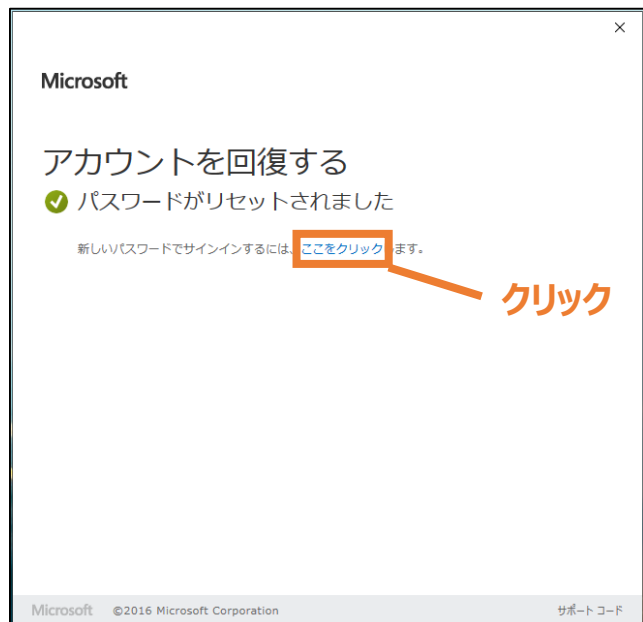 ×
Microsoft
アカウントを回復する
パスワードがリセットされました
新しいパスワードでサインインするには、ここをクリックします。
クリック
Microsoft ©2016 Microsoft Corporation サポート コード